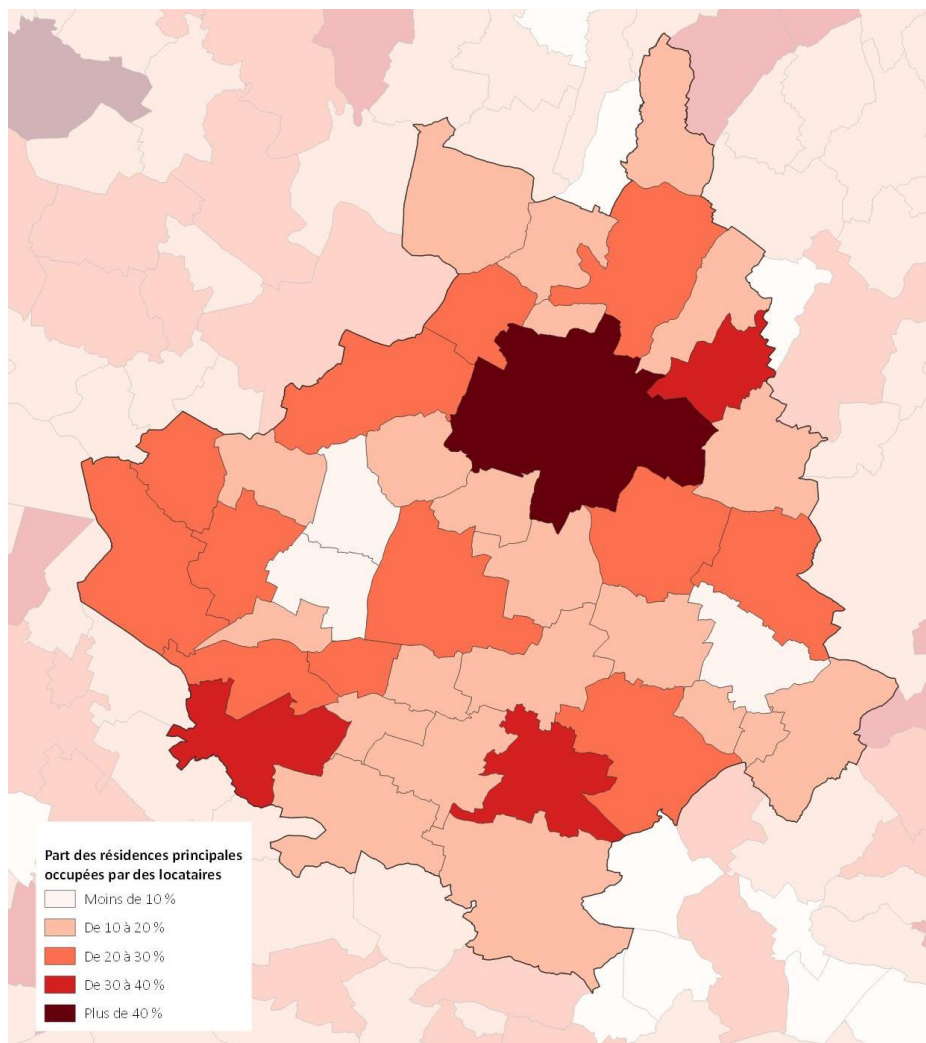 Part des résidences principales
occupées par des locataires
Moins de 10 %
De 10 à 20 %
De 20 à 30 %
De 30 à 40 %
Plus de 40 %